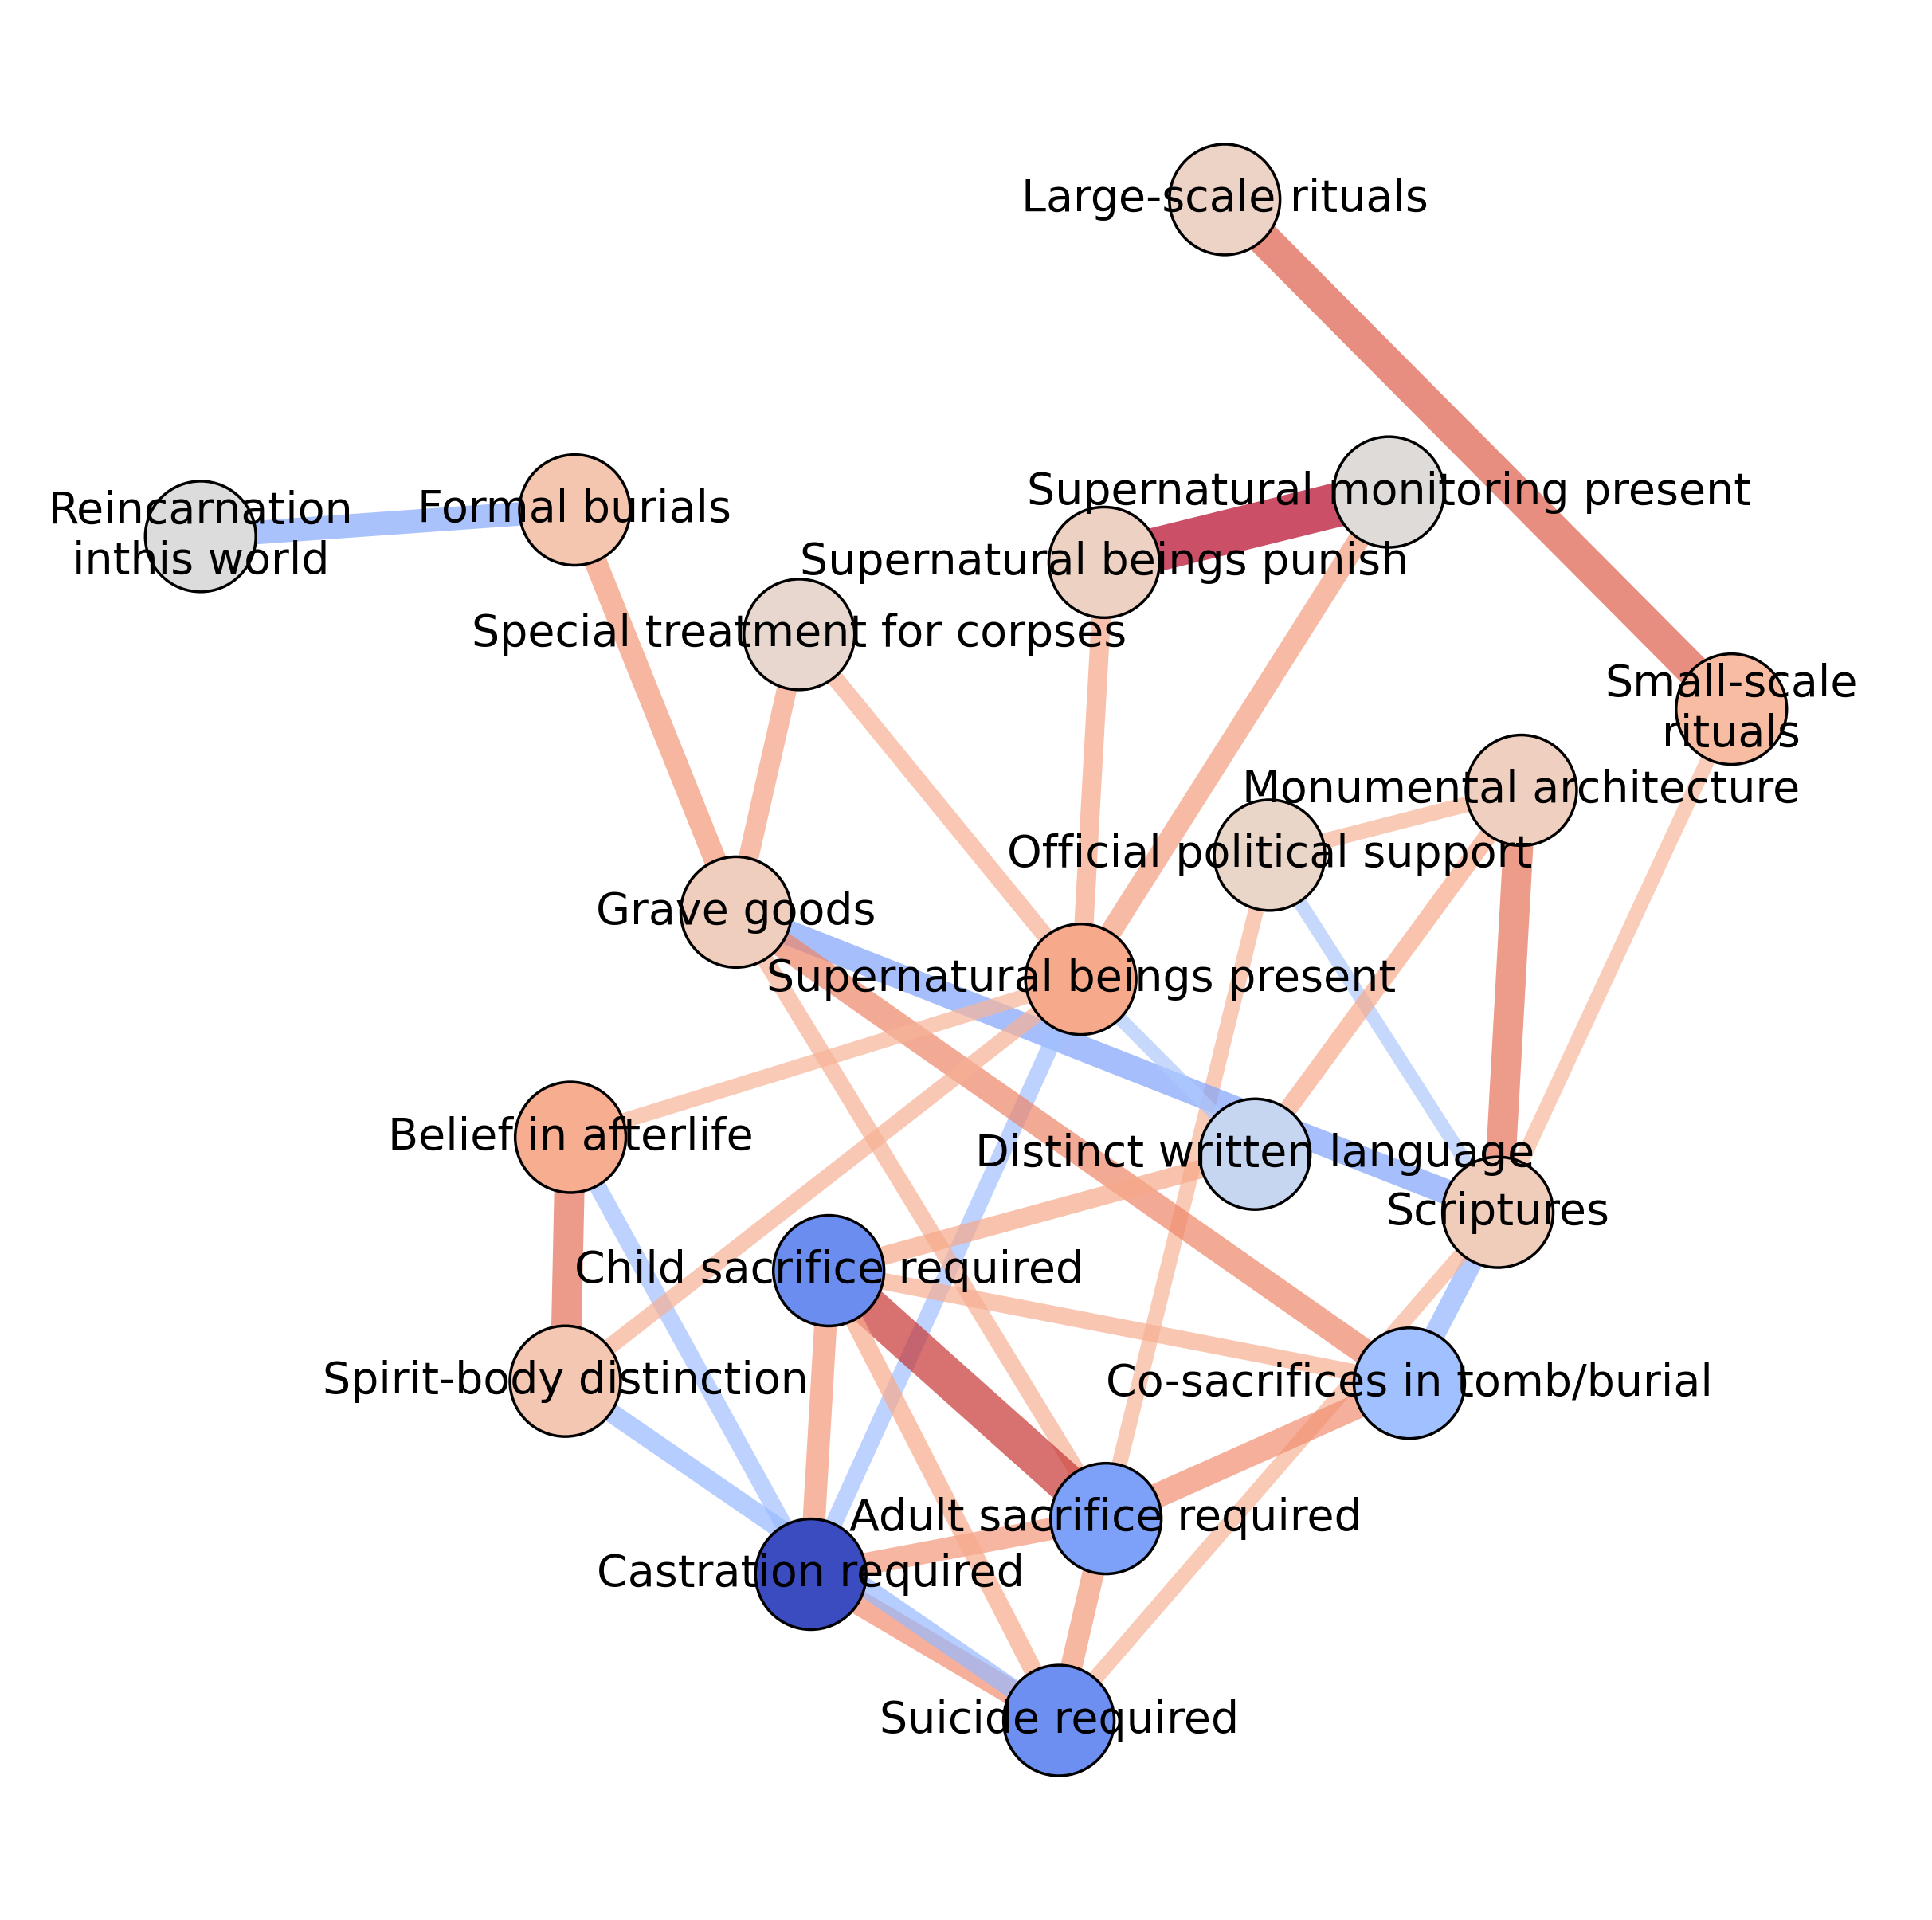 Large-scale rituals
Supernatural monitoring present
Reincarnation
inthis world
Formal burials
Supernatural beings punish
Special treatment for corpses
Small-scale
rituals
Monumental architecture
Official political support
Grave goods
Supernatural beings present
Belief in afterlife
Distinct written language
Scriptures
Child sacrifice required
Spirit-body distinction
Co-sacrifices in tomb/burial
Adult sacrifice required
Castration required
Suicide required